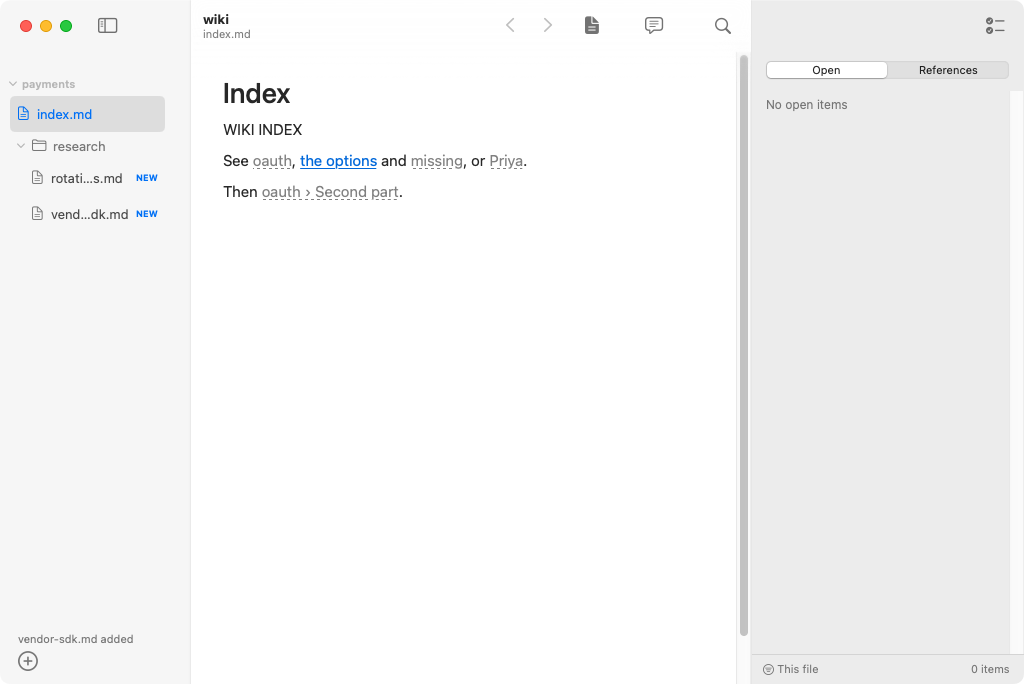 wiki
index.md
payments
index.md
research
rotati...s.md NEW
vend...dk.md NEW
vendor-sdk.md added
Index
WIKI INDEX
See oauth, the options and missing, or Priya.
Then oauth › Second part.
Open References
No open items
This file 0 items